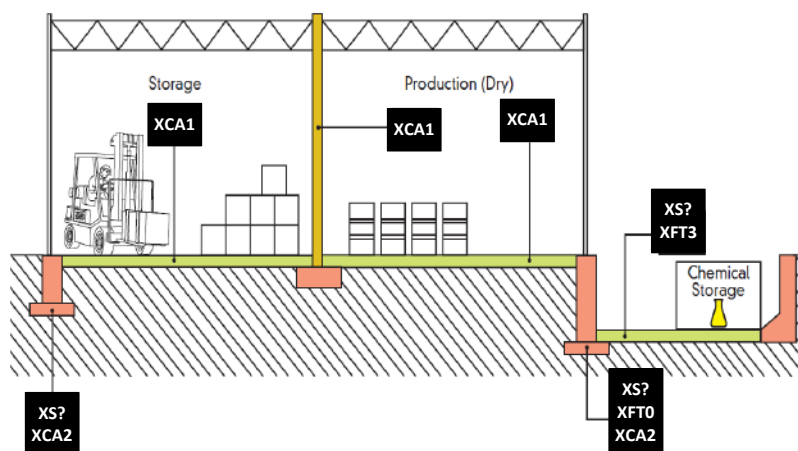 Storage
Production (Dry)
XCA1
XCA1
XCA1
XS?
XFT3
Chemical
Storage
XS?
XCA2
XS?
XFT0
XCA2